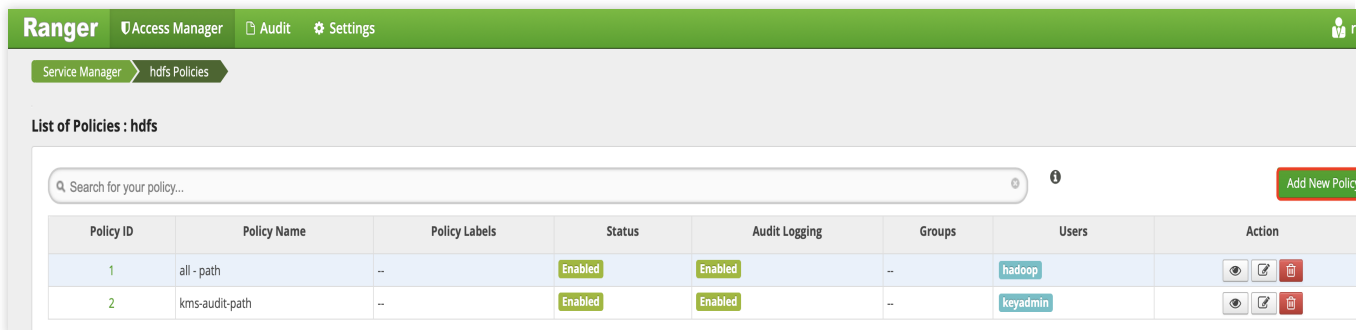 Ranger Access Manager Audit Settings
Service Manager hdfs Policies
List of Policies : hdfs
Search for your policy...
Add New Policy
Policy ID Policy Name Policy Labels Status Audit Logging Groups Users Action
1 all - path -- Enabled Enabled -- hadoop
2 kms-audit-path -- Enabled Enabled -- keyadmin